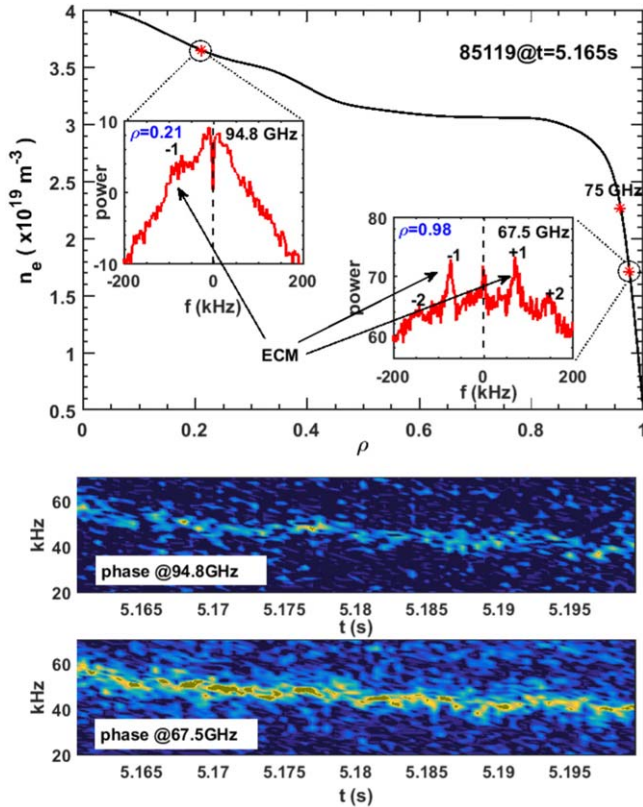 4
85119@t=5.165s
3.5
10
ρ=0.21
94.8 GHz
-1
power
0
-10
-200 0 200
f (kHz)
3
n_e ( x10^19 m^-3
2.5
75 GHz
80
ρ=0.98
67.5 GHz
-1 +1
-2 +2
70
power
60
-200 0 200
f (kHz)
2
1.5
ECM
1
0.5
0 0.2 0.4 0.6 0.8 1
ρ
60
kHz
40
20
phase @94.8GHz
5.165 5.17 5.175 5.18 5.185 5.19 5.195
t (s)
60
kHz
40
20
phase @67.5GHz
5.165 5.17 5.175 5.18 5.185 5.19 5.195
t (s)